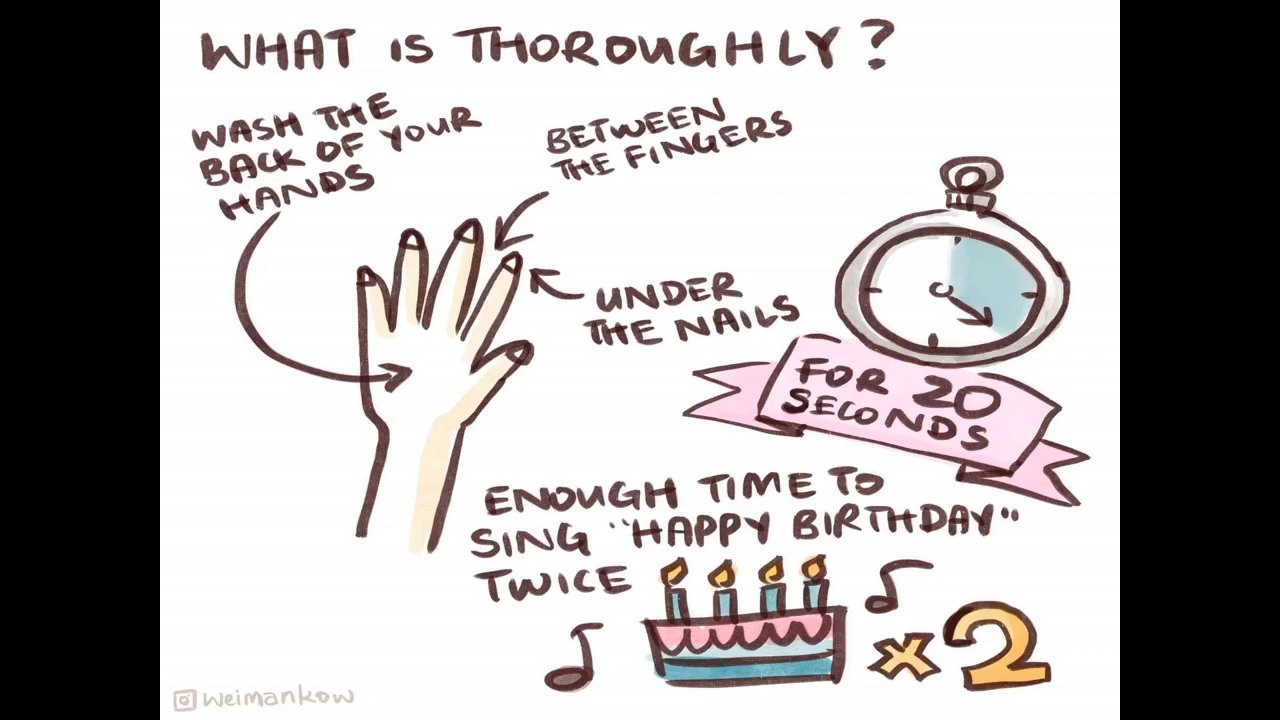 WHAT IS THOROUGHLY?
WASH THE
BACK OF YOUR
HANDS
BETWEEN
THE FINGERS
UNDER
THE NAILS
FOR 20
SECONDS
ENOUGH TIME TO
SING "HAPPY BIRTHDAY"
TWICE
x2
weimankow